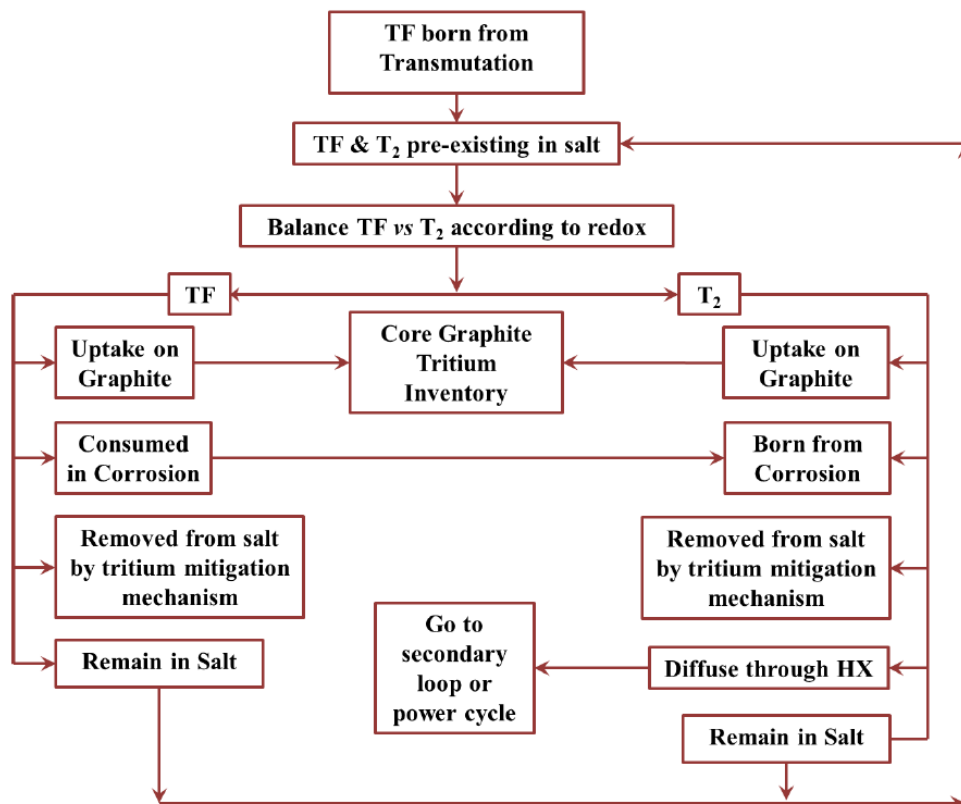 TF born from
Transmutation
TF & T₂ pre-existing in salt
Balance TF vs T₂ according to redox
TF
T₂
Uptake on
Graphite
Core Graphite
Tritium
Inventory
Uptake on
Graphite
Consumed
in Corrosion
Born from
Corrosion
Removed from salt
by tritium mitigation
mechanism
Removed from salt
by tritium mitigation
mechanism
Go to
secondary
loop or
power cycle
Remain in Salt
Diffuse through HX
Remain in Salt